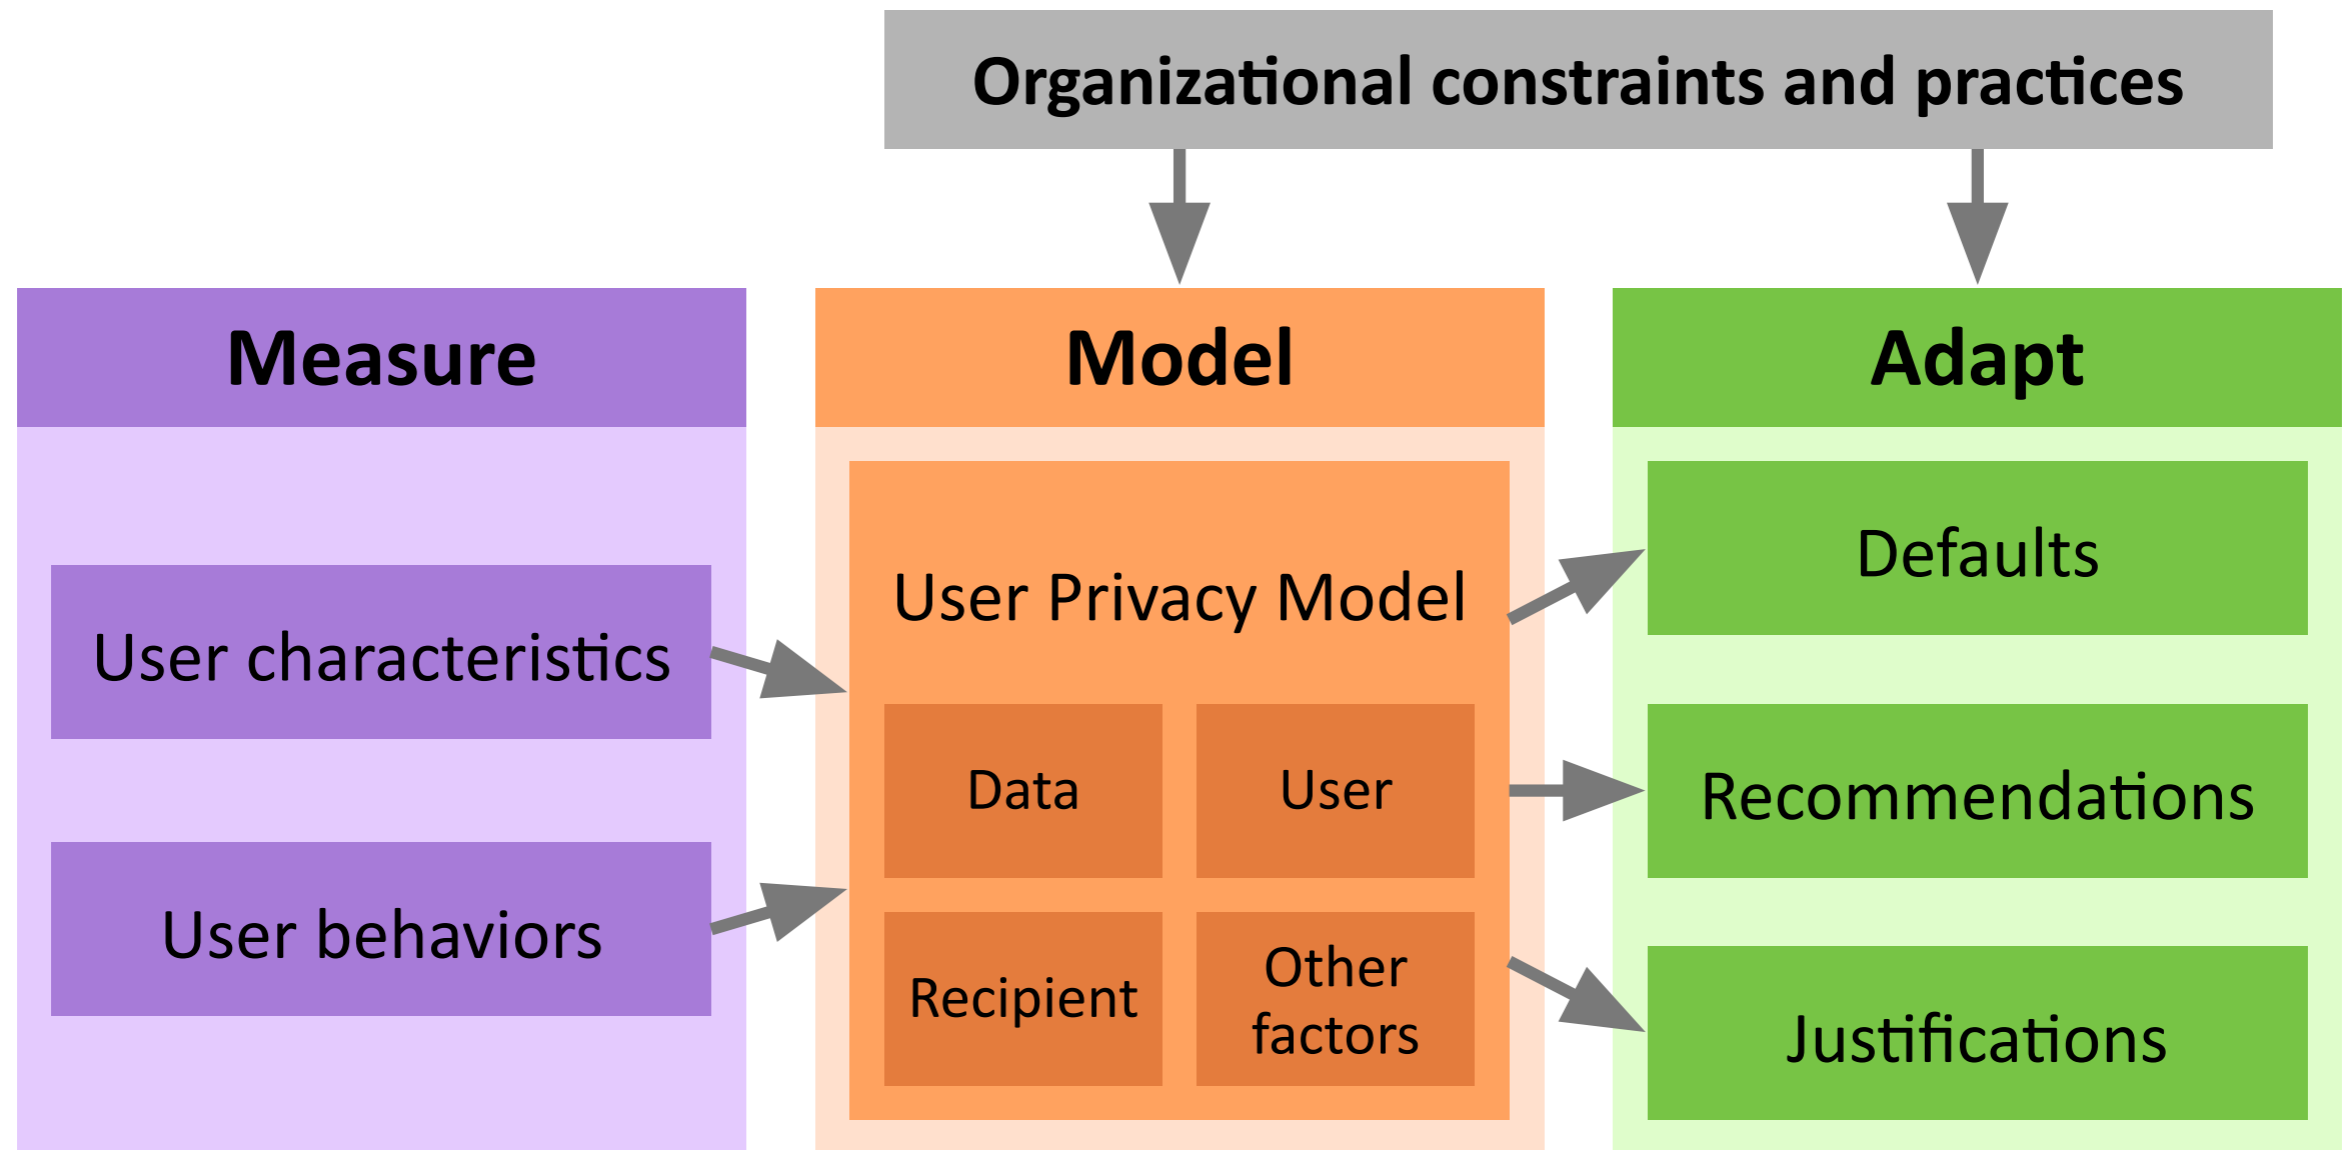 Organizational constraints and practices
Measure
User characteristics
User behaviors
Model
User Privacy Model
Data
User
Recipient
Other
factors
Adapt
Defaults
Recommendations
Justifications